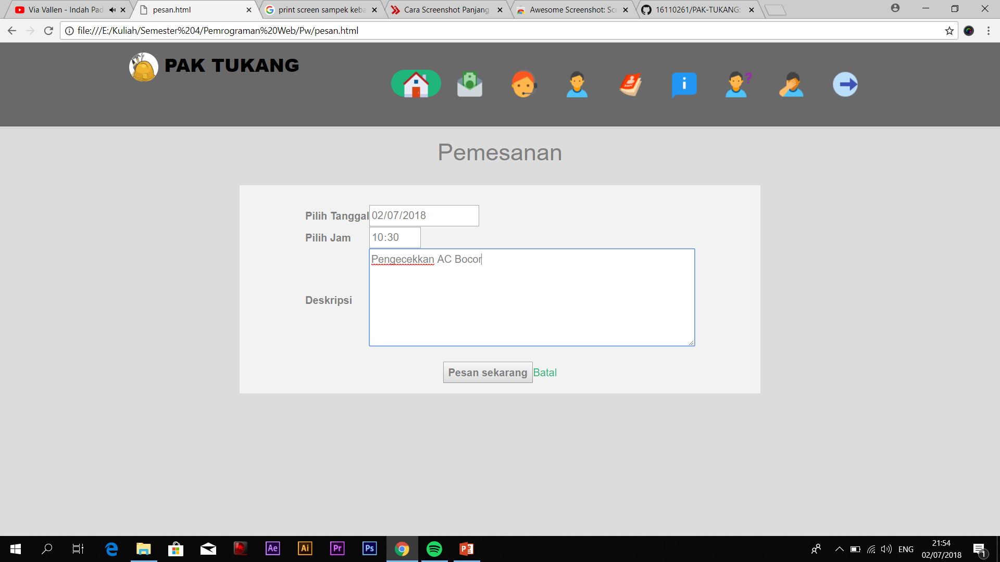 Via Vallen - Indah Pad
pesan.html
print screen sampek keba
Cara Screenshot Panjang
Awesome Screenshot: Scr
16110261/PAK-TUKANG:
file:///E:/Kuliah/Semester%204/Pemrograman%20Web/Pw/pesan.html
PAK TUKANG
Pemesanan
Pilih Tanggal 02/07/2018
Pilih Jam 10:30
Pengecekkan AC Bocor
Deskripsi
Pesan sekarang Batal
Ae Ai Pr Ps
ENG
21:54
02/07/2018
1